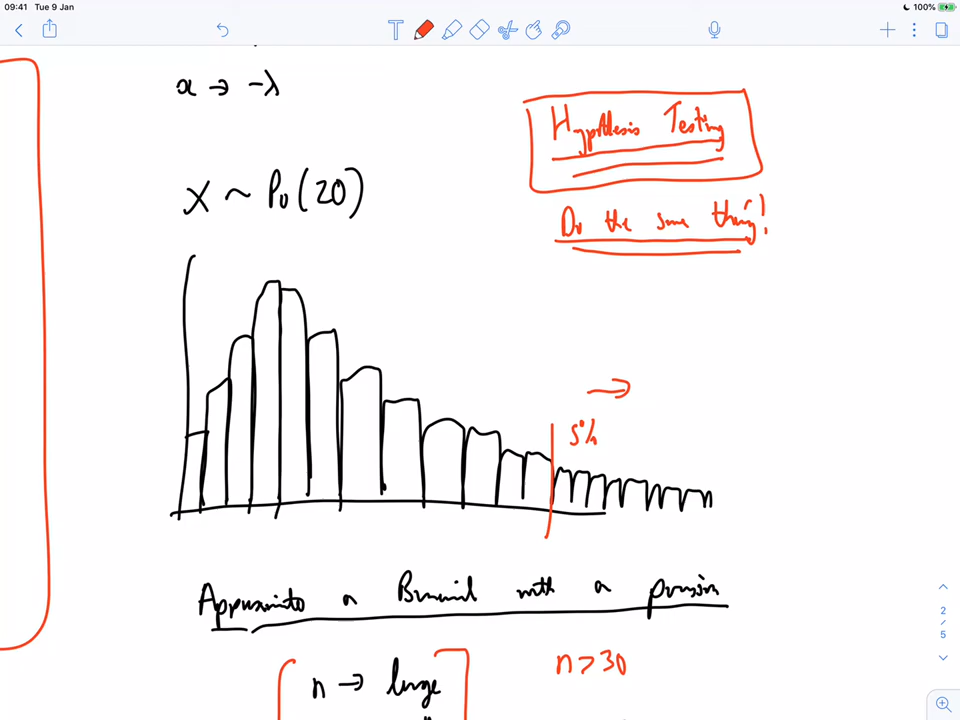 09:41 Tue 9 Jan
100%
x → -λ
Hypothesis Testing
Do the same thing!
X ~ Po(20)
5%
Approximate a Binomial with a poission
n → large
n > 30
2
/
5